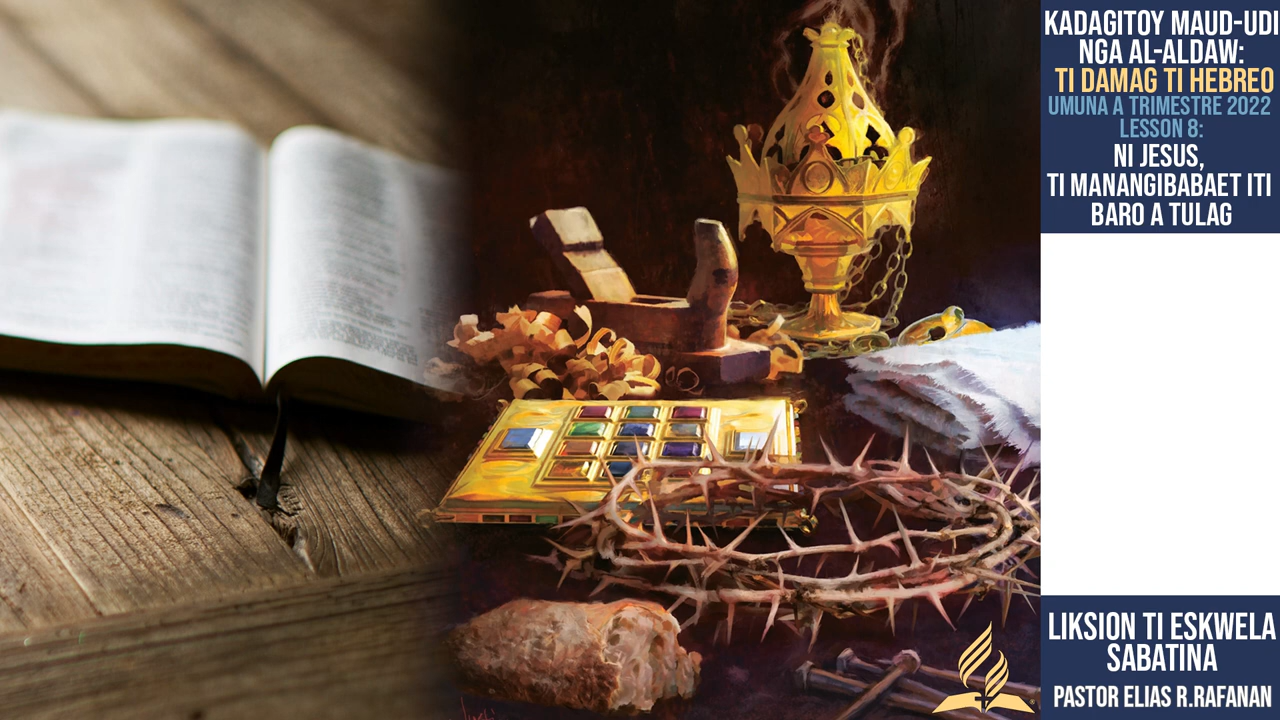 KADAGITOY MAUD-UDI
NGA AL-ALDAW:
TI DAMAG TI HEBREO
UMUNA A TRIMESTRE 2022
LESSON 8:
NI JESUS,
TI MANANGIBABAET ITI
BARO A TULAG
LIKSION TI ESKWELA
SABATINA
PASTOR ELIAS R.RAFANAN